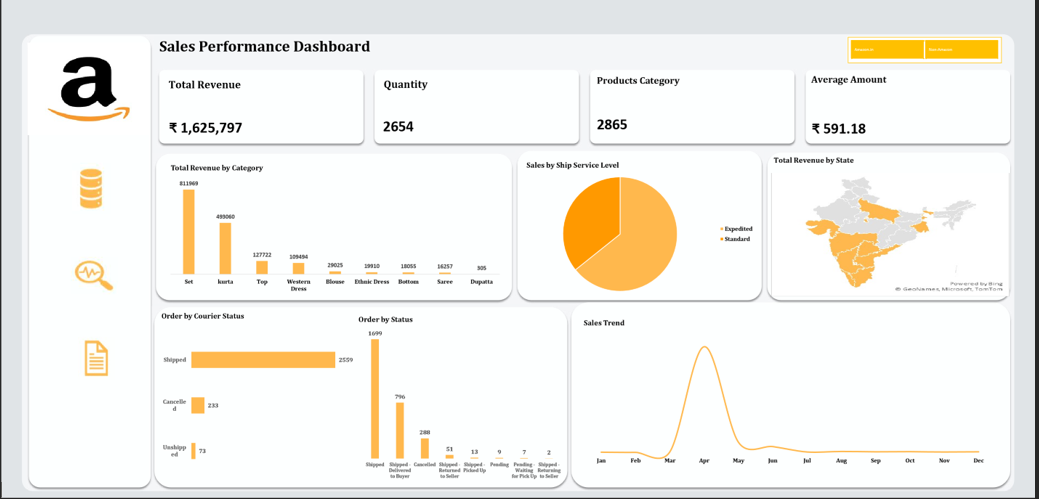 a
Sales Performance Dashboard
Total Revenue
₹ 1,625,797
Quantity
2654
Products Category
2865
Average Amount
₹ 591.18
Total Revenue by Category
811969
493060
127722
109494
29025
19910
18055
16257
305
Set
kurta
Top
Western
Dress
Blouse
Ethnic Dress
Bottom
Saree
Dupatta
Sales by Ship Service Level
Expedited
Standard
Total Revenue by State
Powered by Bing
© GeoNames, Microsoft, TomTom
Order by Courier Status
Shipped
2559
Cancelle
d
233
Unshipp
ed
73
Order by Status
1699
796
288
51
13
9
7
2
Shipped
Shipped -
Delivered
to Buyer
Cancelled
Shipped -
Returned
to Seller
Shipped -
Picked Up
Pending
Pending -
Waiting
for Pick Up
Shipped -
Returning
to Seller
Sales Trend
Jan
Feb
Mar
Apr
May
Jun
Jul
Aug
Sep
Oct
Nov
Dec